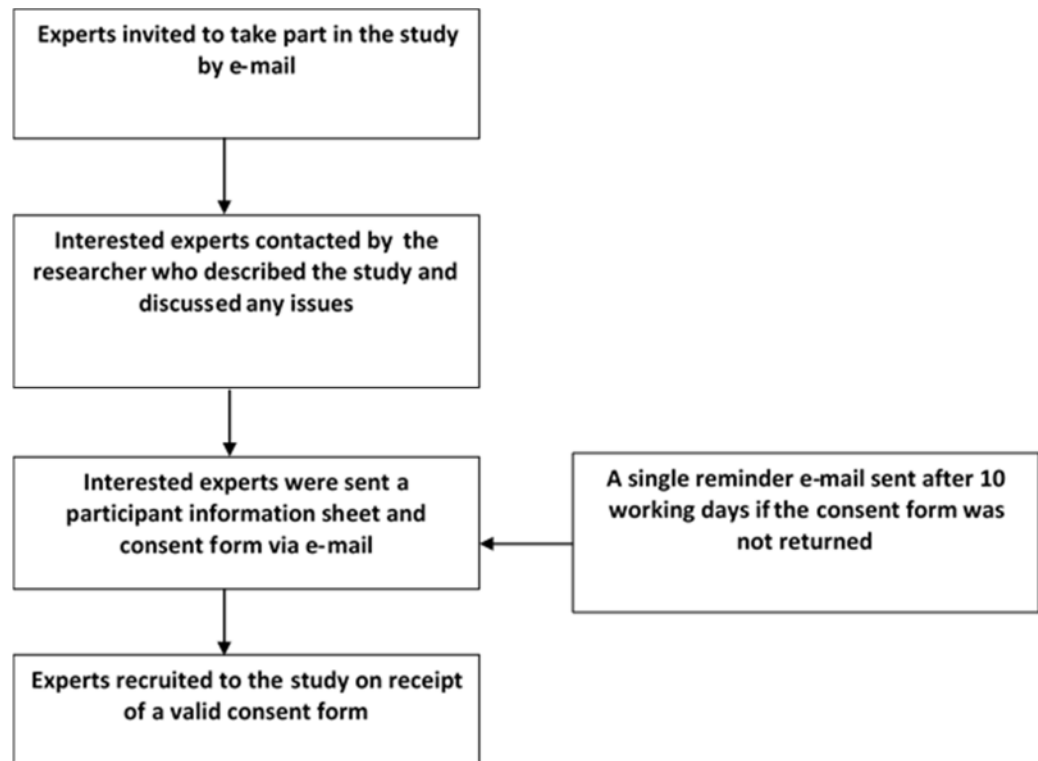 Experts invited to take part in the study
by e-mail
Interested experts contacted by the
researcher who described the study and
discussed any issues
Interested experts were sent a
participant information sheet and
consent form via e-mail
A single reminder e-mail sent after 10
working days if the consent form was
not returned
Experts recruited to the study on receipt
of a valid consent form